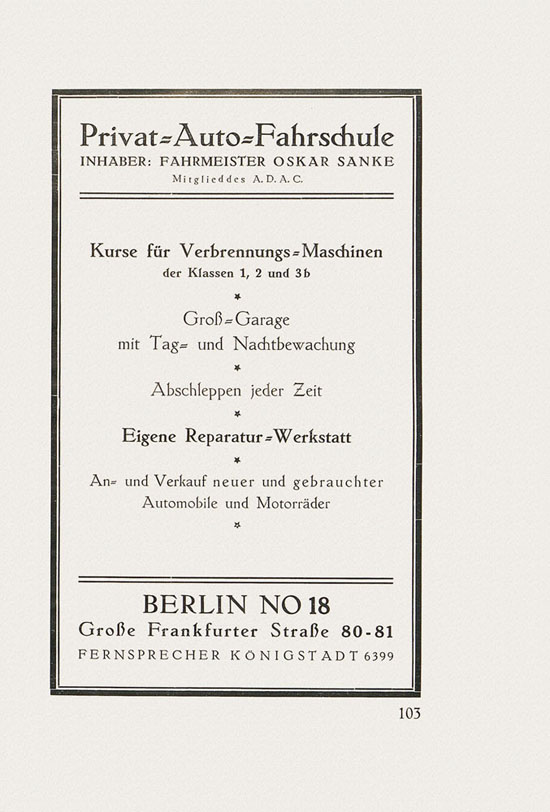 Privat=Auto=Fahrschule
INHABER: FAHRMEISTER OSKAR SANKE
Mitglieddes A.D.A.C.
Kurse für Verbrennungs=Maschinen
der Klassen 1, 2 und 3b
*
Groß=Garage
mit Tag= und Nachtbewachung
*
Abschleppen jeder Zeit
*
Eigene Reparatur=Werkstatt
*
An= und Verkauf neuer und gebrauchter
Automobile und Motorräder
*
BERLIN NO 18
Große Frankfurter Straße 80-81
FERNSPRECHER KÖNIGSTADT 6399
103